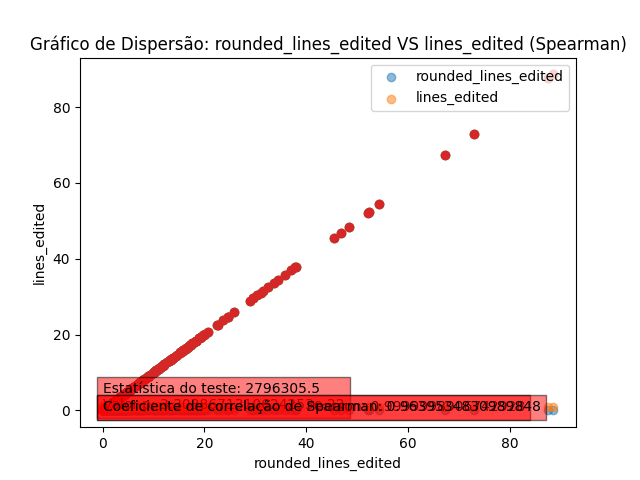 Gráfico de Dispersão: rounded_lines_edited VS lines_edited (Spearman)
rounded_lines_edited
lines_edited
80
60
40
20
0
lines_edited
Estatística do teste: 2796305.5
Coeficiente de correlação de Spearman:
0
20
40
60
80
rounded_lines_edited